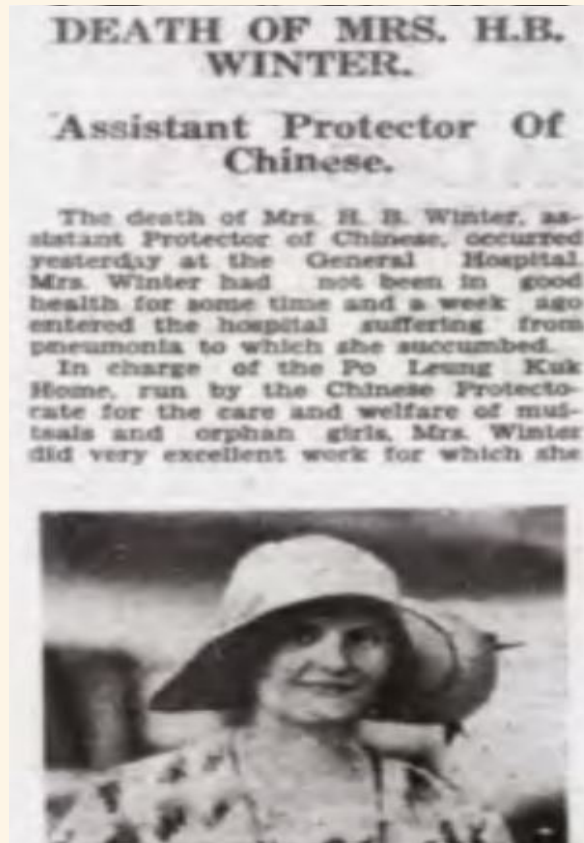 DEATH OF MRS. H.B.
WINTER.
Assistant Protector Of
Chinese.
The death of Mrs. H. B. Winter, as-
sistant Protector of Chinese, occurred
yesterday at the General Hospital.
Mrs. Winter had not been in good
health for some time and a week ago
entered the hospital suffering from
pneumonia to which she succumbed.
In charge of the Po Leung Kuk
Home, run by the Chinese Protecto-
rate for the care and welfare of mui-
tsais and orphan girls, Mrs. Winter
did very excellent work for which she